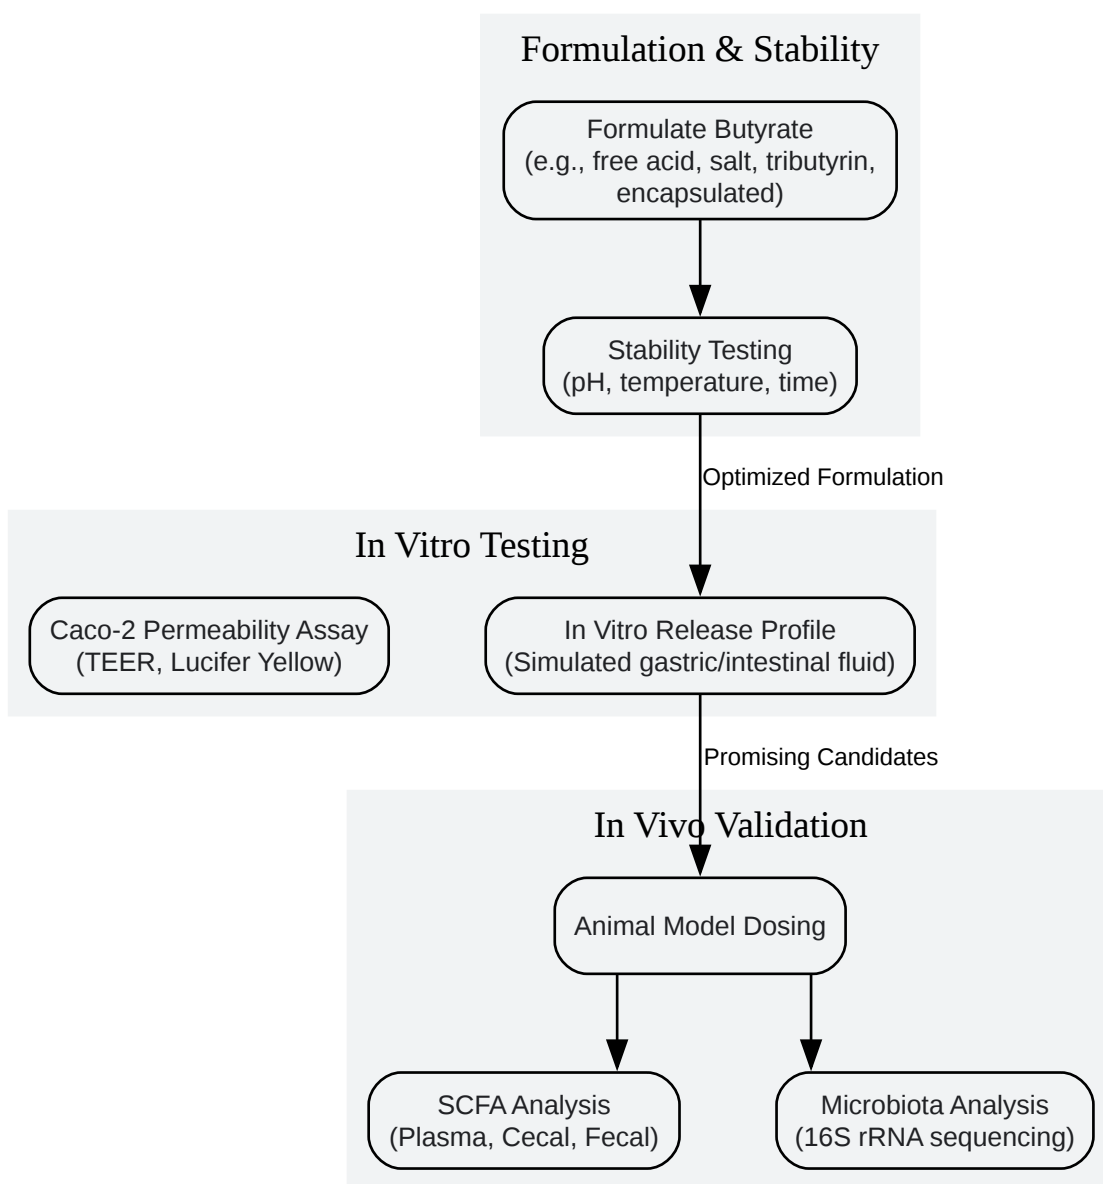 Formulation & Stability
Formulate Butyrate
(e.g., free acid, salt, tributyrin,
encapsulated)
Stability Testing
(pH, temperature, time)
Optimized Formulation
In Vitro Testing
Caco-2 Permeability Assay
(TEER, Lucifer Yellow)
In Vitro Release Profile
(Simulated gastric/intestinal fluid)
Promising Candidates
In Vivo Validation
Animal Model Dosing
SCFA Analysis
(Plasma, Cecal, Fecal)
Microbiota Analysis
(16S rRNA sequencing)